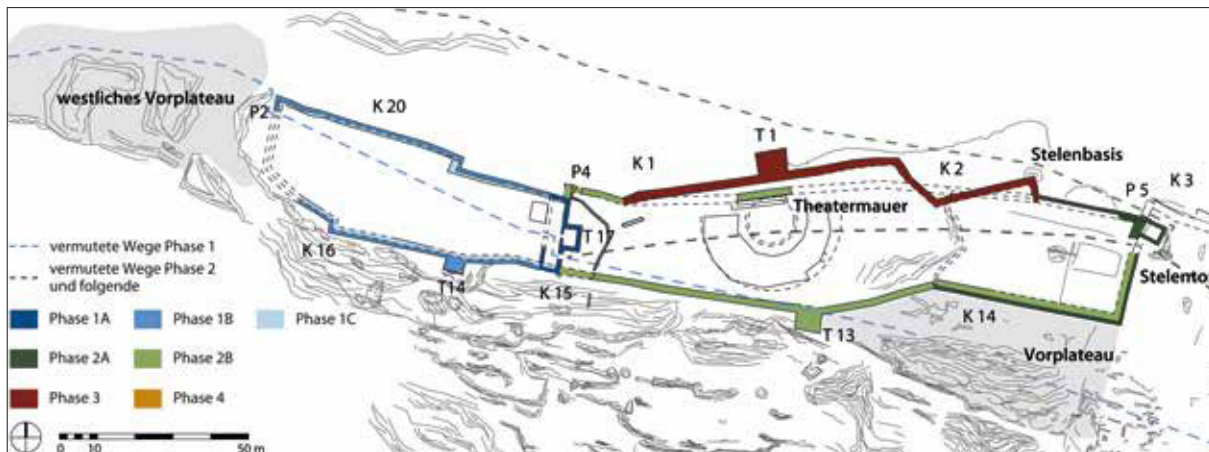 westliches Vorplateau
P2
K 20
K 16
T14
K 15
T 17
P4
K 1
T 1
Theatermauer
K 2
Stelenbasis
P 5
K 3
Stelento
K 14
T 13
Vorplateau
vermutete Wege Phase 1
vermutete Wege Phase 2
und folgende
Phase 1A Phase 1B Phase 1C
Phase 2A Phase 2B
Phase 3 Phase 4
0 10 50 m